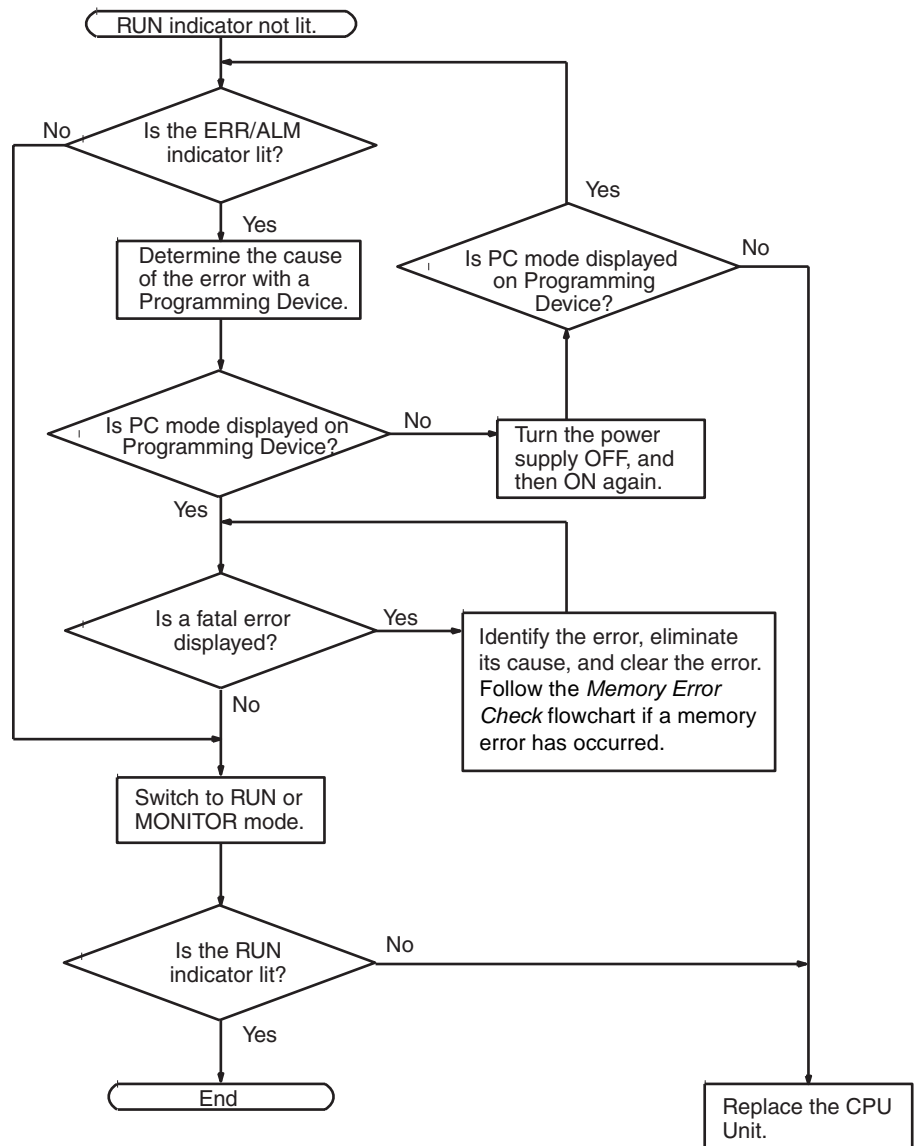 RUN indicator not lit.
Is the ERR/ALM
indicator lit?
No
Yes
Determine the cause
of the error with a
Programming Device.
Is PC mode displayed on
Programming Device?
No
Yes
Turn the power
supply OFF, and
then ON again.
Is PC mode displayed
on Programming
Device?
Yes
No
Is a fatal error
displayed?
Yes
No
Identify the error, eliminate
its cause, and clear the error.
Follow the Memory Error
Check flowchart if a memory
error has occurred.
Switch to RUN or
MONITOR mode.
Is the RUN
indicator lit?
No
Yes
End
Replace the CPU
Unit.